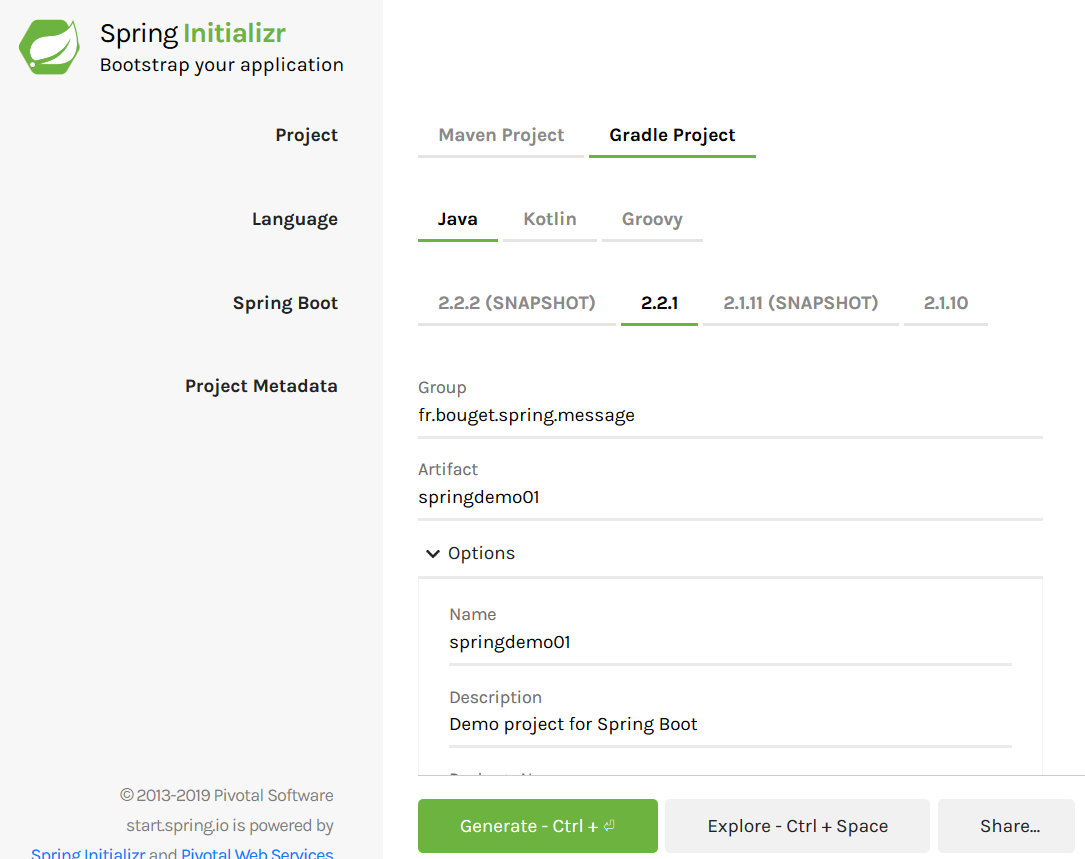 Spring Initializr
Bootstrap your application
Project
Maven Project
Gradle Project
Language
Java
Kotlin
Groovy
Spring Boot
2.2.2 (SNAPSHOT)
2.2.1
2.1.11 (SNAPSHOT)
2.1.10
Project Metadata
Group
fr.bouget.spring.message
Artifact
springdemo01
Options
Name
springdemo01
Description
Demo project for Spring Boot
© 2013-2019 Pivotal Software
start.spring.io is powered by
Spring Initializr and Pivotal Web Services
Generate - Ctrl + ⏎
Explore - Ctrl + Space
Share...